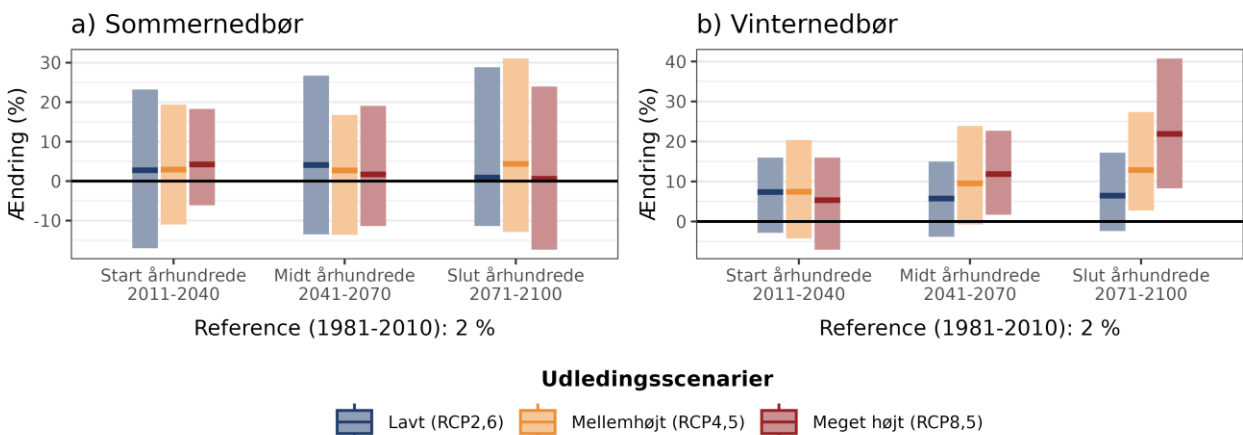 a) Sommernedbør
Ændring (%)
30
20
10
0
-10
Start århundrede
2011-2040
Midt århundrede
2041-2070
Slut århundrede
2071-2100
Reference (1981-2010): 2 %
b) Vinternedbør
Ændring (%)
40
30
20
10
0
Start århundrede
2011-2040
Midt århundrede
2041-2070
Slut århundrede
2071-2100
Reference (1981-2010): 2 %
Udledingsscenarier
Lavt (RCP2,6)
Mellemhøjt (RCP4,5)
Meget højt (RCP8,5)